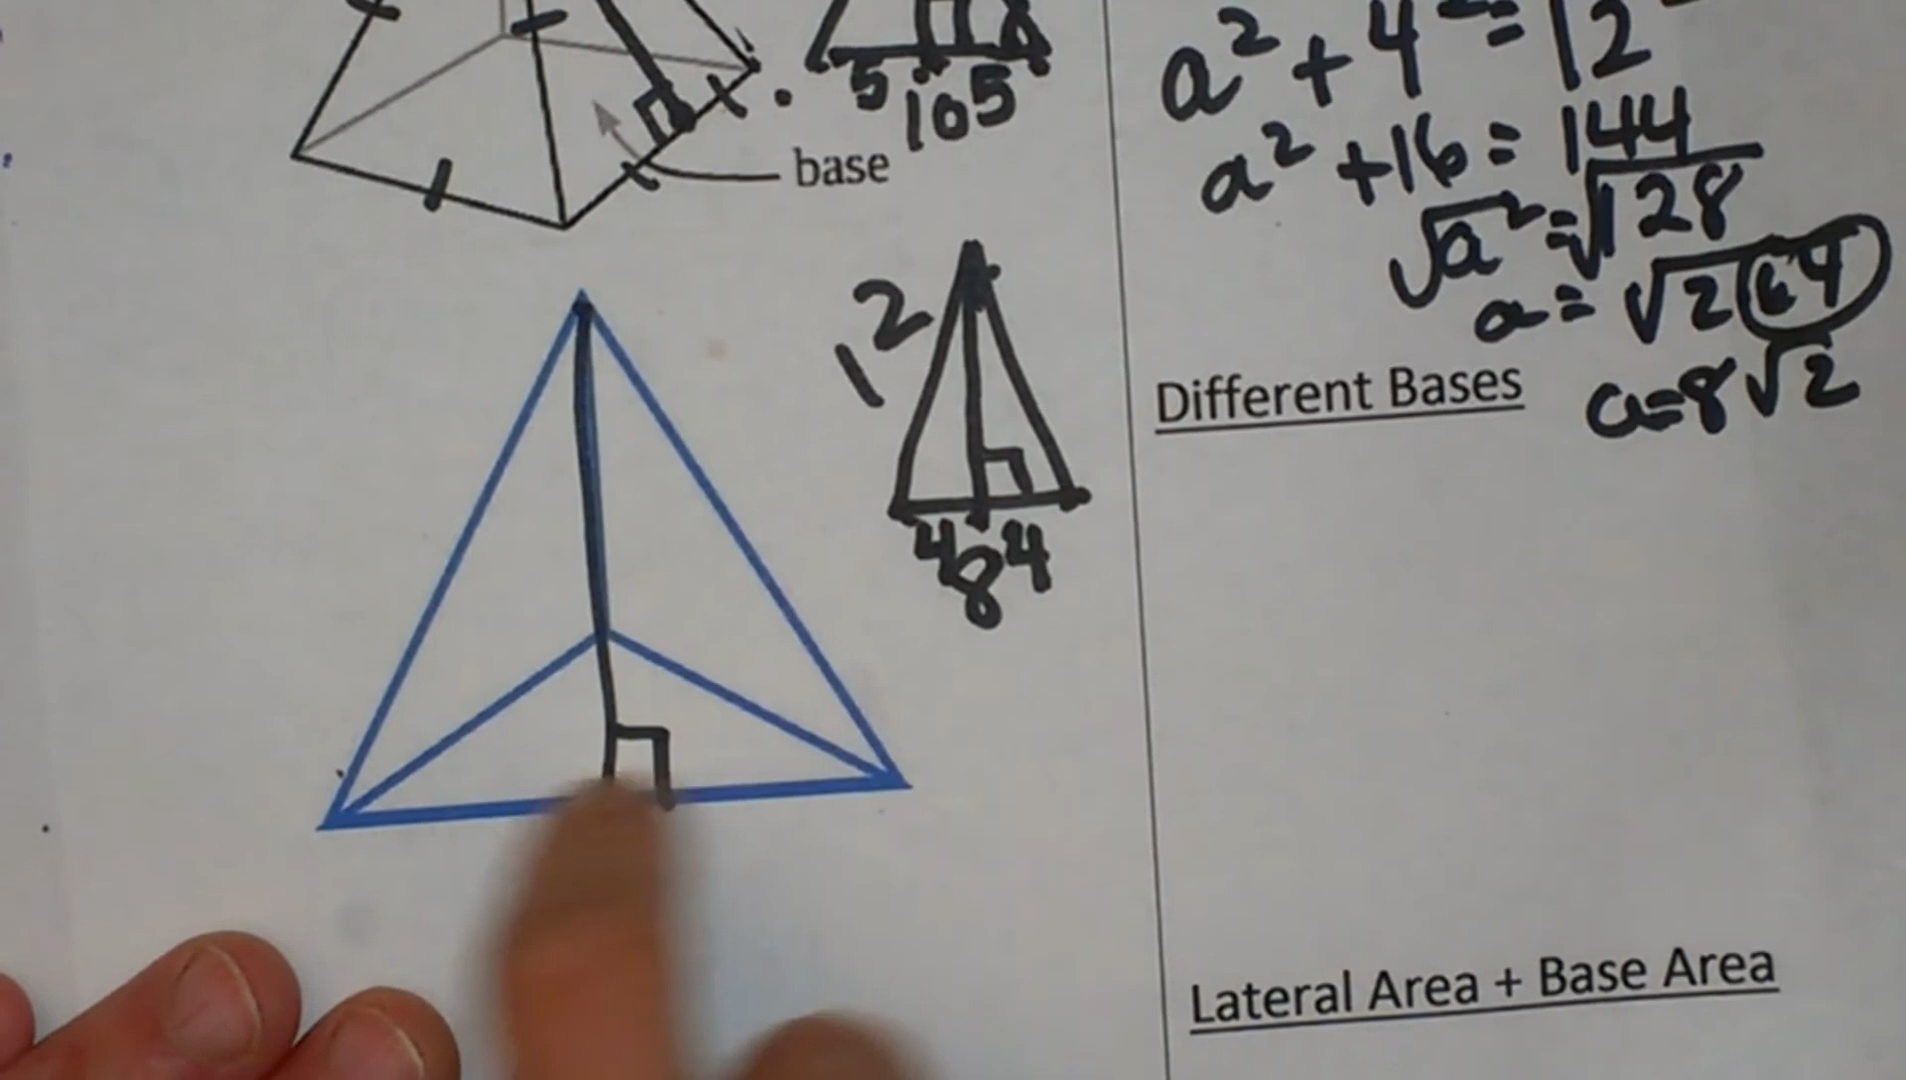 5 5
10
base
a² + 4² = 12²
a² + 16 = 144
√a² = √128
a = √2 64
a = 8√2
12
4 4
8
Different Bases
Lateral Area + Base Area